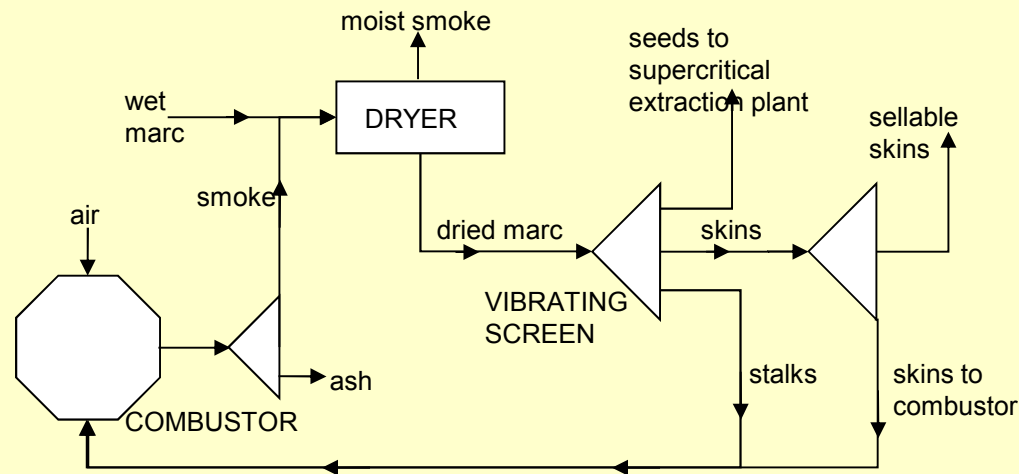 moist smoke
seeds to
supercritical
extraction plant
wet
marc
DRYER
sellable
skins
smoke
air
dried marc
skins
VIBRATING
SCREEN
ash
stalks
skins to
combustor
COMBUSTOR